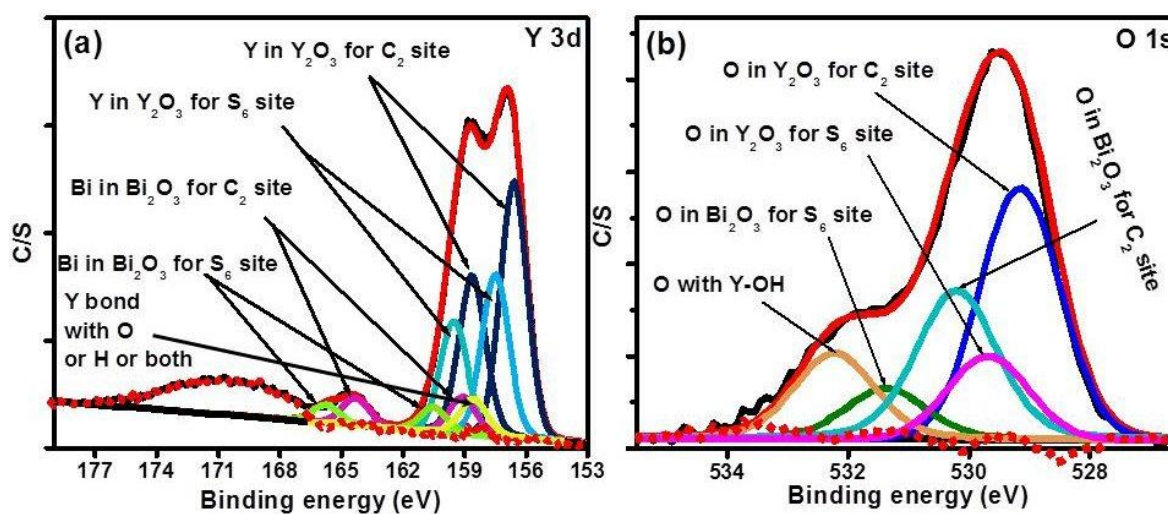 (a)
Y 3d
Y in Y₂O₃ for C₂ site
Y in Y₂O₃ for S₆ site
Bi in Bi₂O₃ for C₂ site
Bi in Bi₂O₃ for S₆ site
Y bond
with O
or H or both
C/S
177 174 171 168 165 162 159 156 153
Binding energy (eV)
(b)
O 1s
O in Y₂O₃ for C₂ site
O in Y₂O₃ for S₆ site
O in Bi₂O₃ for S₆ site
O with Y-OH
O in Bi₂O₃ for C₂ site
C/S
534 532 530 528
Binding energy (eV)